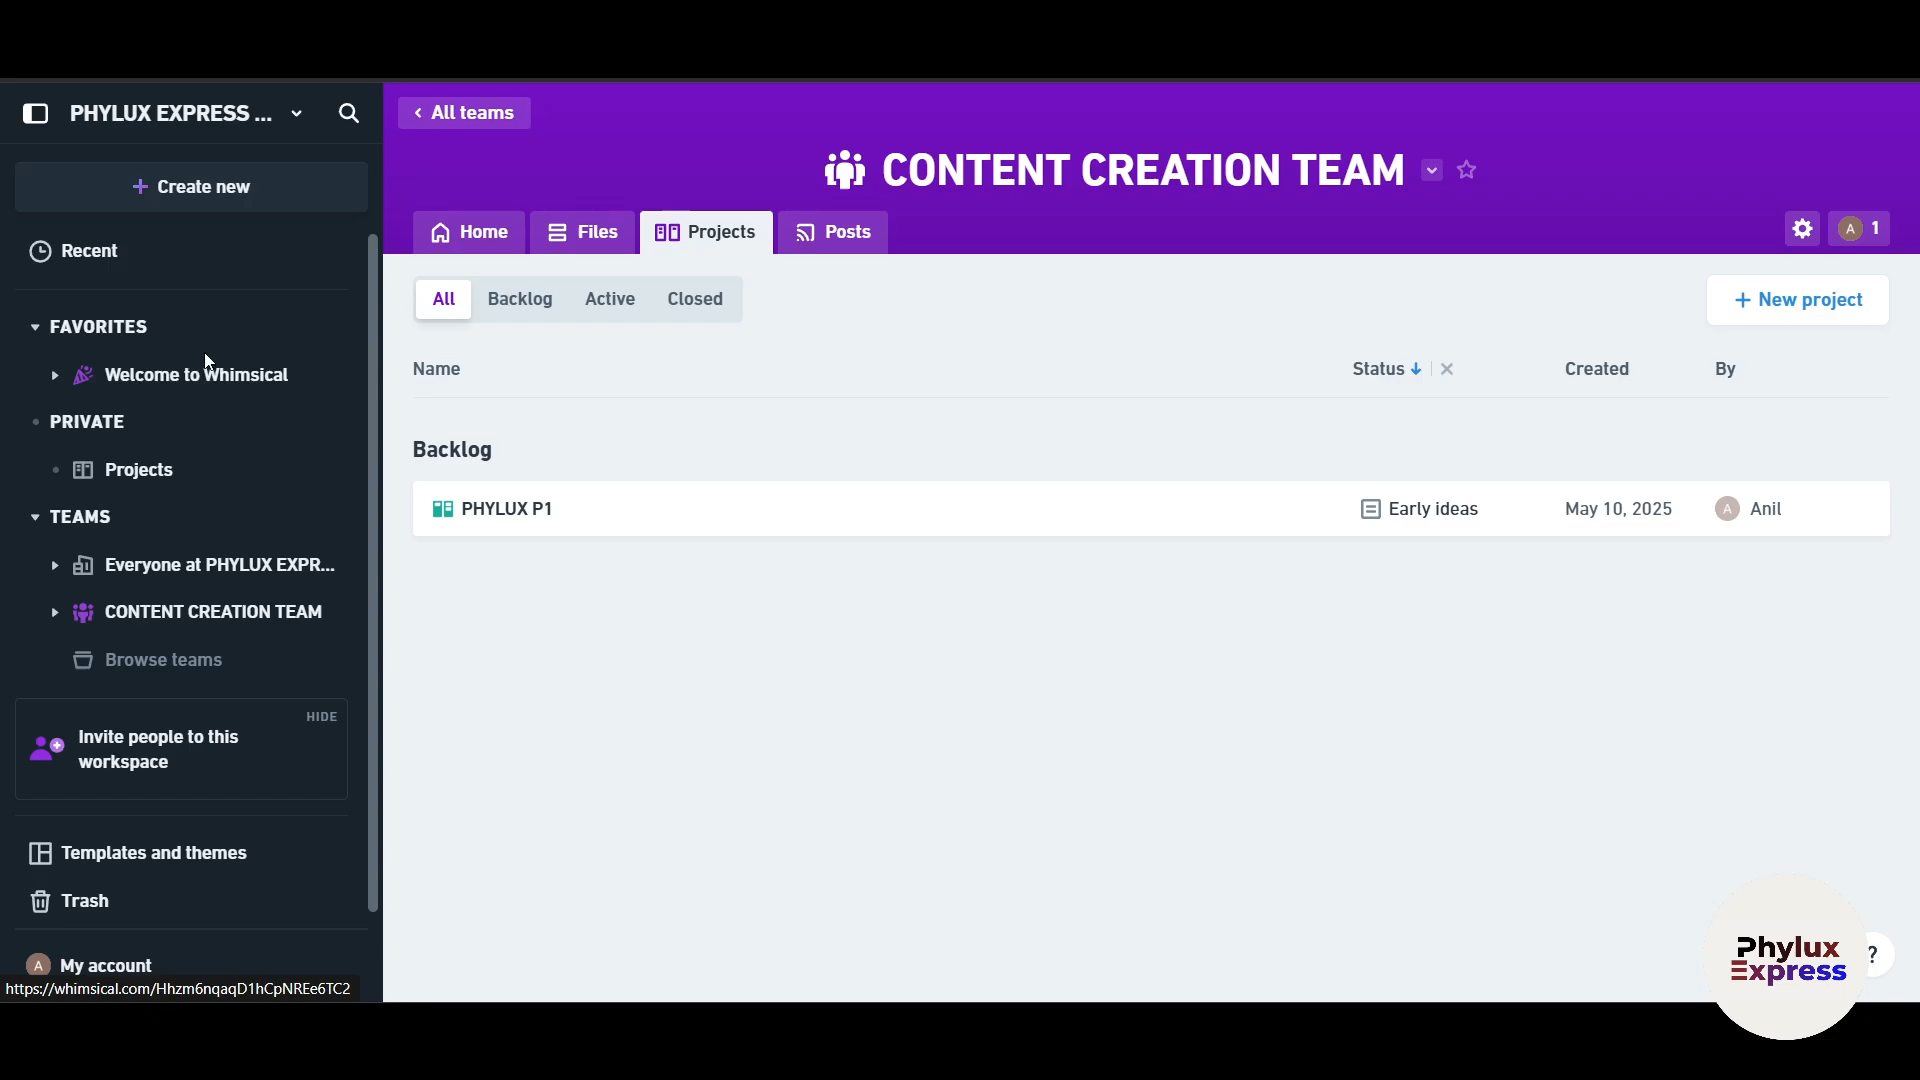 PHYLUX EXPRESS ...
Create new
Recent
FAVORITES
Welcome to Whimsical
PRIVATE
Projects
TEAMS
Everyone at PHYLUX EXPR...
CONTENT CREATION TEAM
Browse teams
HIDE
Invite people to this
workspace
Templates and themes
Trash
A My account
https://whimsical.com/Hhzm6nqaqD1hCpNREe6TC2
All teams
CONTENT CREATION TEAM
Home Files Projects Posts
A 1
All Backlog Active Closed
+ New project
Name Status Created By
Backlog
PHYLUX P1 Early ideas May 10, 2025 A Anil
Phylux
Express
?